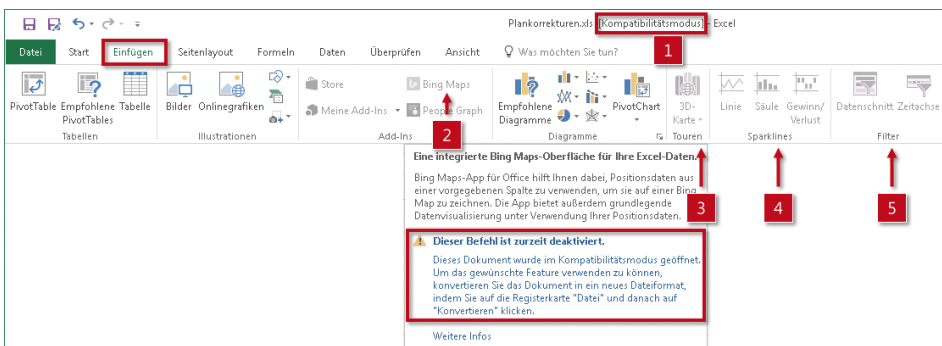 Plankorrekturen.xls [Kompatibilitätsmodus] - Excel
1
Datei Start Einfügen Seitenlayout Formeln Daten Überprüfen Ansicht Was möchten Sie tun?
Store Bing Maps
PivotTable Empfohlene Tabelle Bilder Onlinegrafiken Meine Add-Ins People Graph Empfohlene PivotChart 3D- Linie Säule Gewinn/ Datenschnitt Zeitachse
PivotTables Diagramme Karte Verlust
Tabellen Illustrationen Add-Ins Diagramme Touren Sparklines Filter
2
3
4
5
Eine integrierte Bing Maps-Oberfläche für Ihre Excel-Daten.
Bing Maps-App für Office hilft Ihnen dabei, Positionsdaten aus
einer vorgegebenen Spalte zu verwenden, um sie auf einer Bing
Map zu zeichnen. Die App bietet außerdem grundlegende
Datenvisualisierung unter Verwendung Ihrer Positionsdaten.
Dieser Befehl ist zurzeit deaktiviert.
Dieses Dokument wurde im Kompatibilitätsmodus geöffnet.
Um das gewünschte Feature verwenden zu können,
konvertieren Sie das Dokument in ein neues Dateiformat,
indem Sie auf die Registerkarte "Datei" und danach auf
"Konvertieren" klicken.
Weitere Infos